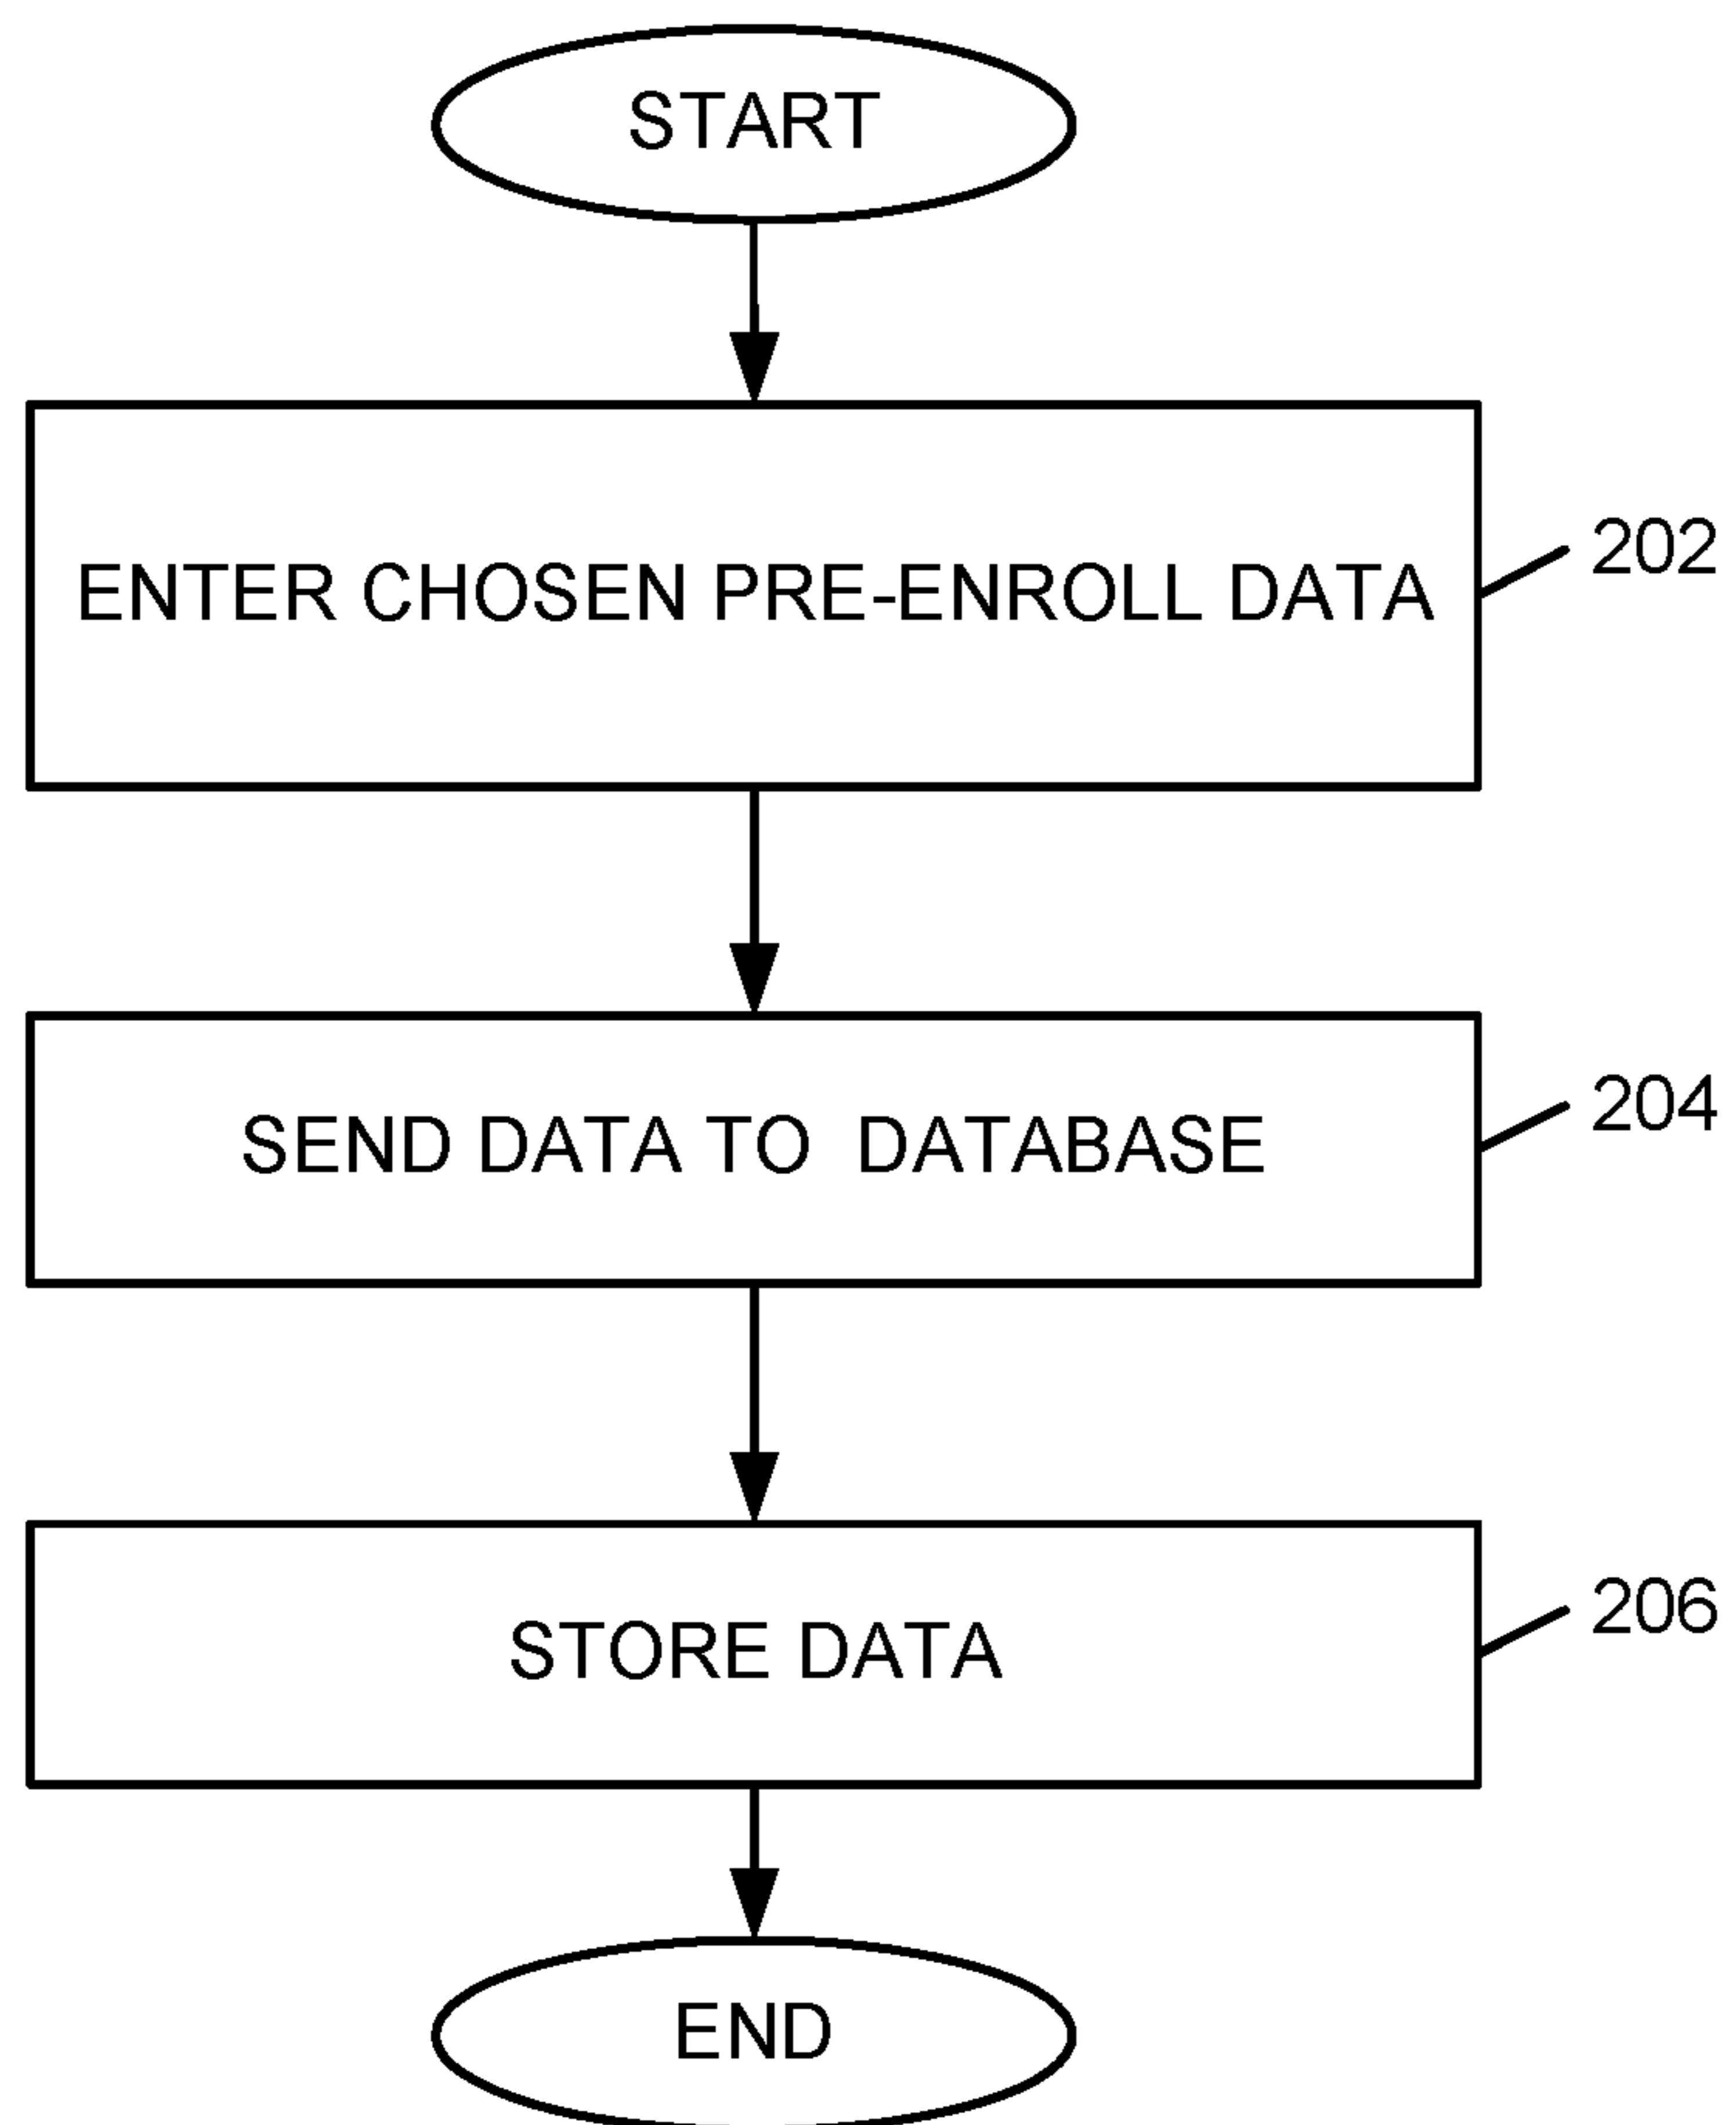 START
ENTER CHOSEN PRE-ENROLL DATA
202
SEND DATA TO DATABASE
204
STORE DATA
206
END